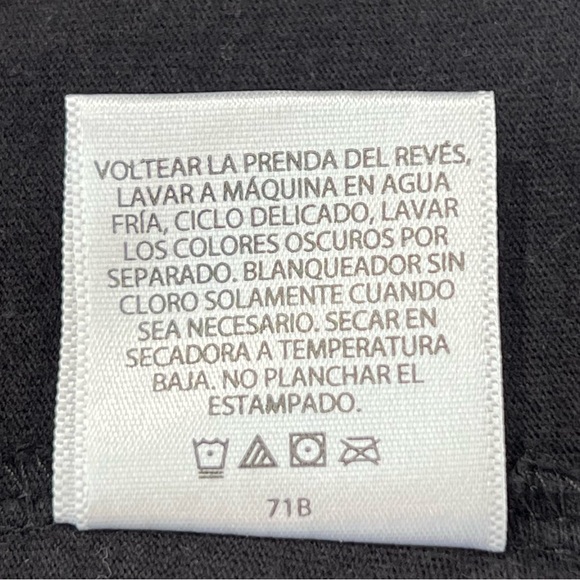 VOLTEAR LA PRENDA DEL REVÉS,
LAVAR A MÁQUINA EN AGUA
FRÍA, CICLO DELICADO, LAVAR
LOS COLORES OSCUROS POR
SEPARADO. BLANQUEADOR SIN
CLORO SOLAMENTE CUANDO
SEA NECESARIO. SECAR EN
SECADORA A TEMPERATURA
BAJA. NO PLANCHAR EL
ESTAMPADO.
71B